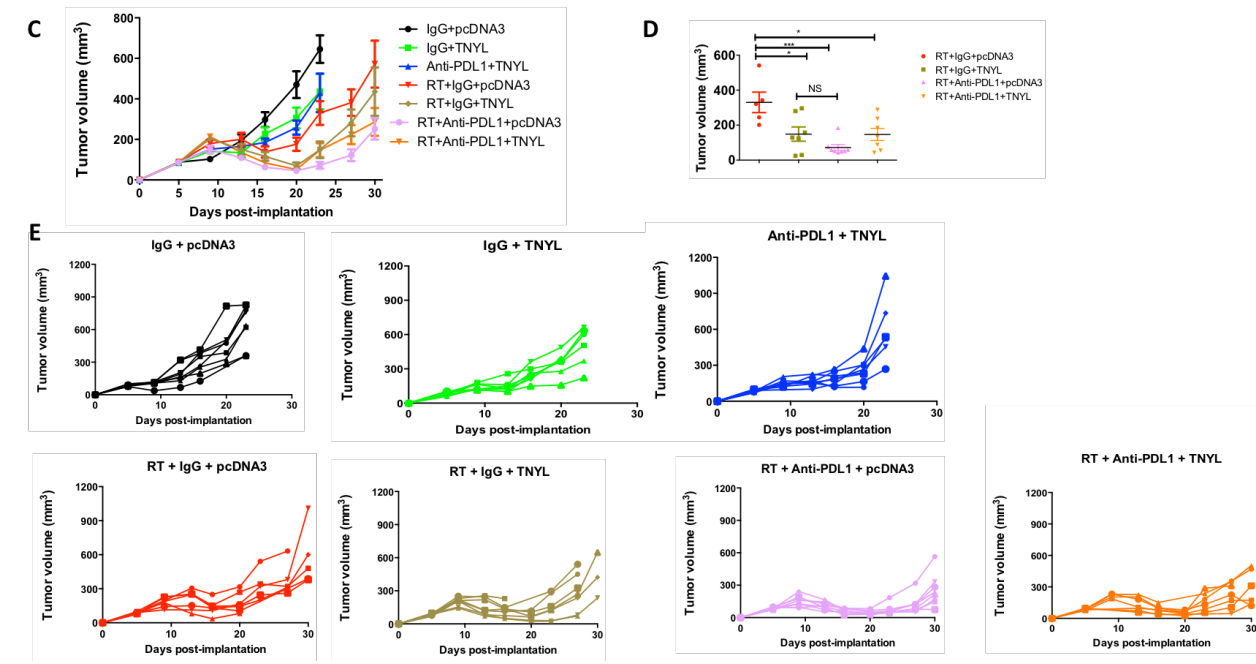 C
Tumor volume (mm3)
800
600
400
200
0
0 5 10 15 20 25 30
Days post-implantation
IgG+pcDNA3
IgG+TNYL
Anti-PDL1+TNYL
RT+IgG+pcDNA3
RT+IgG+TNYL
RT+Anti-PDL1+pcDNA3
RT+Anti-PDL1+TNYL
D
Tumor volume (mm3)
600
400
200
0
*
***
*
NS
RT+IgG+pcDNA3
RT+IgG+TNYL
RT+Anti-PDL1+pcDNA3
RT+Anti-PDL1+TNYL
E
IgG + pcDNA3
Tumor volume (mm3)
1200
900
600
300
0
0 10 20 30
Days post-implantation
IgG + TNYL
Tumor volume (mm3)
1200
900
600
300
0
0 10 20 30
Days post-implantation
Anti-PDL1 + TNYL
Tumor volume (mm3)
1200
900
600
300
0
0 10 20 30
Days post-implantation
RT + IgG + pcDNA3
Tumor volume (mm3)
1200
900
600
300
0
0 10 20 30
Days post-implantation
RT + IgG + TNYL
Tumor volume (mm3)
1200
900
600
300
0
0 10 20 30
Days post-implantation
RT + Anti-PDL1 + pcDNA3
Tumor volume (mm3)
1200
900
600
300
0
0 10 20 30
Days post-implantation
RT + Anti-PDL1 + TNYL
Tumor volume (mm3)
1200
900
600
300
0
0 10 20 30
Days post-implantation